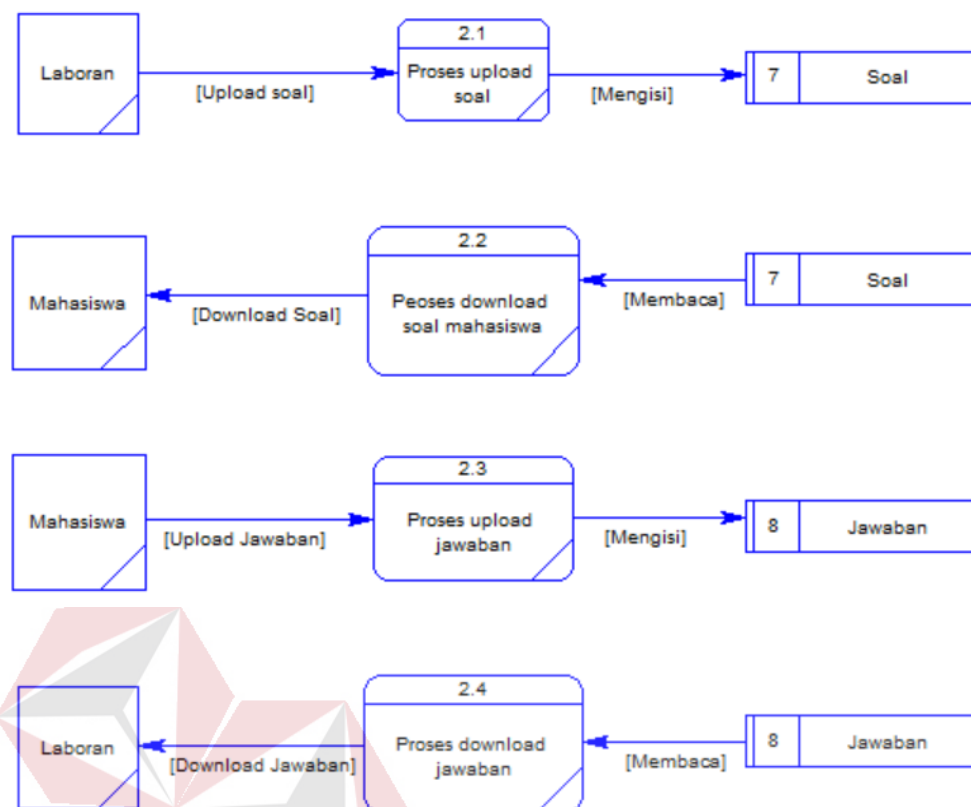 2.1
Laboran
Proses upload
soal
7
Soal
[Upload soal]
[Mengisi]
2.2
Mahasiswa
Peoses download
soal mahasiswa
7
Soal
[Download Soal]
[Membaca]
2.3
Mahasiswa
Proses upload
jawaban
8
Jawaban
[Upload Jawaban]
[Mengisi]
2.4
Laboran
Proses download
jawaban
8
Jawaban
[Download Jawaban]
[Membaca]